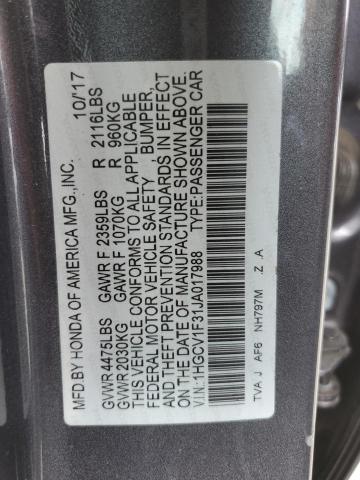 MFD.BY HONDA OF AMERICA MFG.,INC. 10/'17
GVWR 4475LBS GAWR F 2359LBS R 2116LBS
GVWR 2030KG GAWR F 1070KG R 960KG
THIS VEHICLE CONFORMS TO ALL APPLICABLE
FEDERAL MOTOR VEHICLE SAFETY BUMPER,
AND THEFT PREVENTION STANDARDS IN EFFECT
ON THE DATE OF MANUFACTURE SHOWN ABOVE.
V.I.N:1HGCV1F31JA017988 TYPE:PASSENGER CAR
TVA J AF6 NH797M Z .A